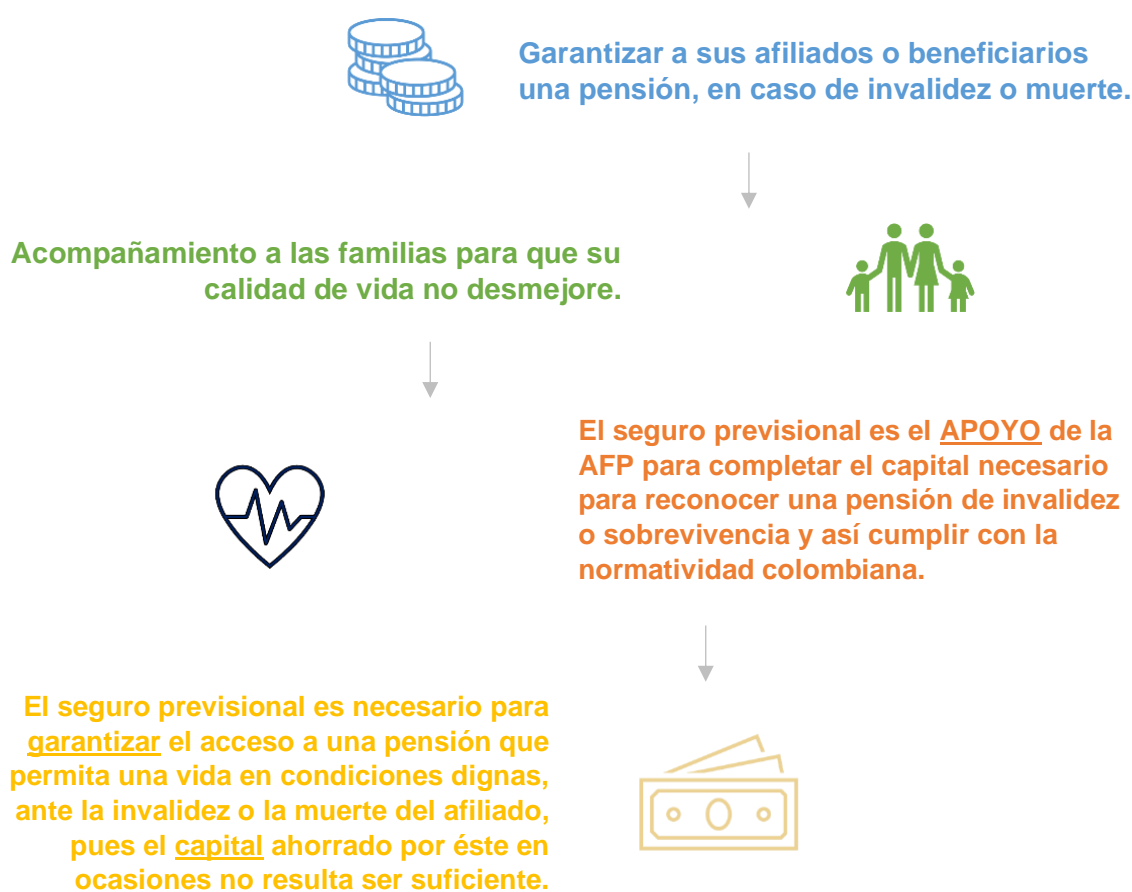 Garantizar a sus afiliados o beneficiarios
una pensión, en caso de invalidez o muerte.
Acompañamiento a las familias para que su
calidad de vida no desmejore.
El seguro previsional es el APOYO de la
AFP para completar el capital necesario
para reconocer una pensión de invalidez
o sobrevivencia y así cumplir con la
normatividad colombiana.
El seguro previsional es necesario para
garantizar el acceso a una pensión que
permita una vida en condiciones dignas,
ante la invalidez o la muerte del afiliado,
pues el capital ahorrado por éste en
ocasiones no resulta ser suficiente.